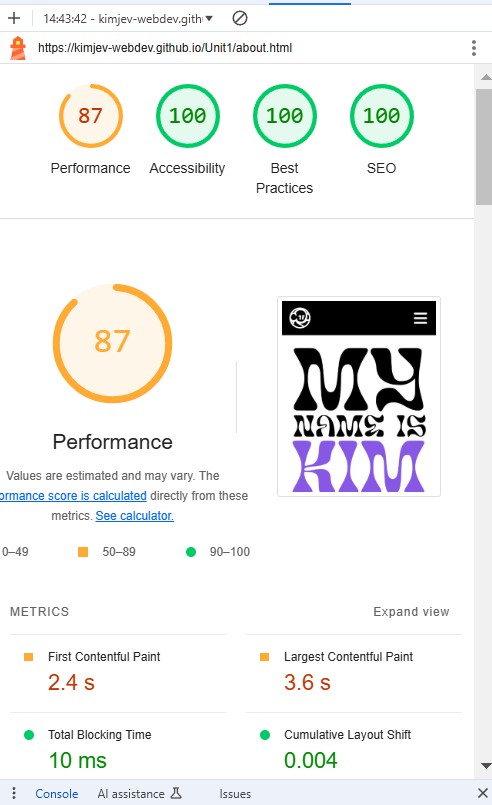 14:43:42 - kimjev-webdev.gith
https://kimjev-webdev.github.io/Unit1/about.html
87 100 100 100
Performance Accessibility Best Practices SEO
87
Performance
Values are estimated and may vary. The
ormance score is calculated directly from these
metrics. See calculator.
0–49 50–89 90–100
MY
NAME IS
KIM
METRICS Expand view
First Contentful Paint Largest Contentful Paint
2.4 s 3.6 s
Total Blocking Time Cumulative Layout Shift
10 ms 0.004
Console AI assistance Issues